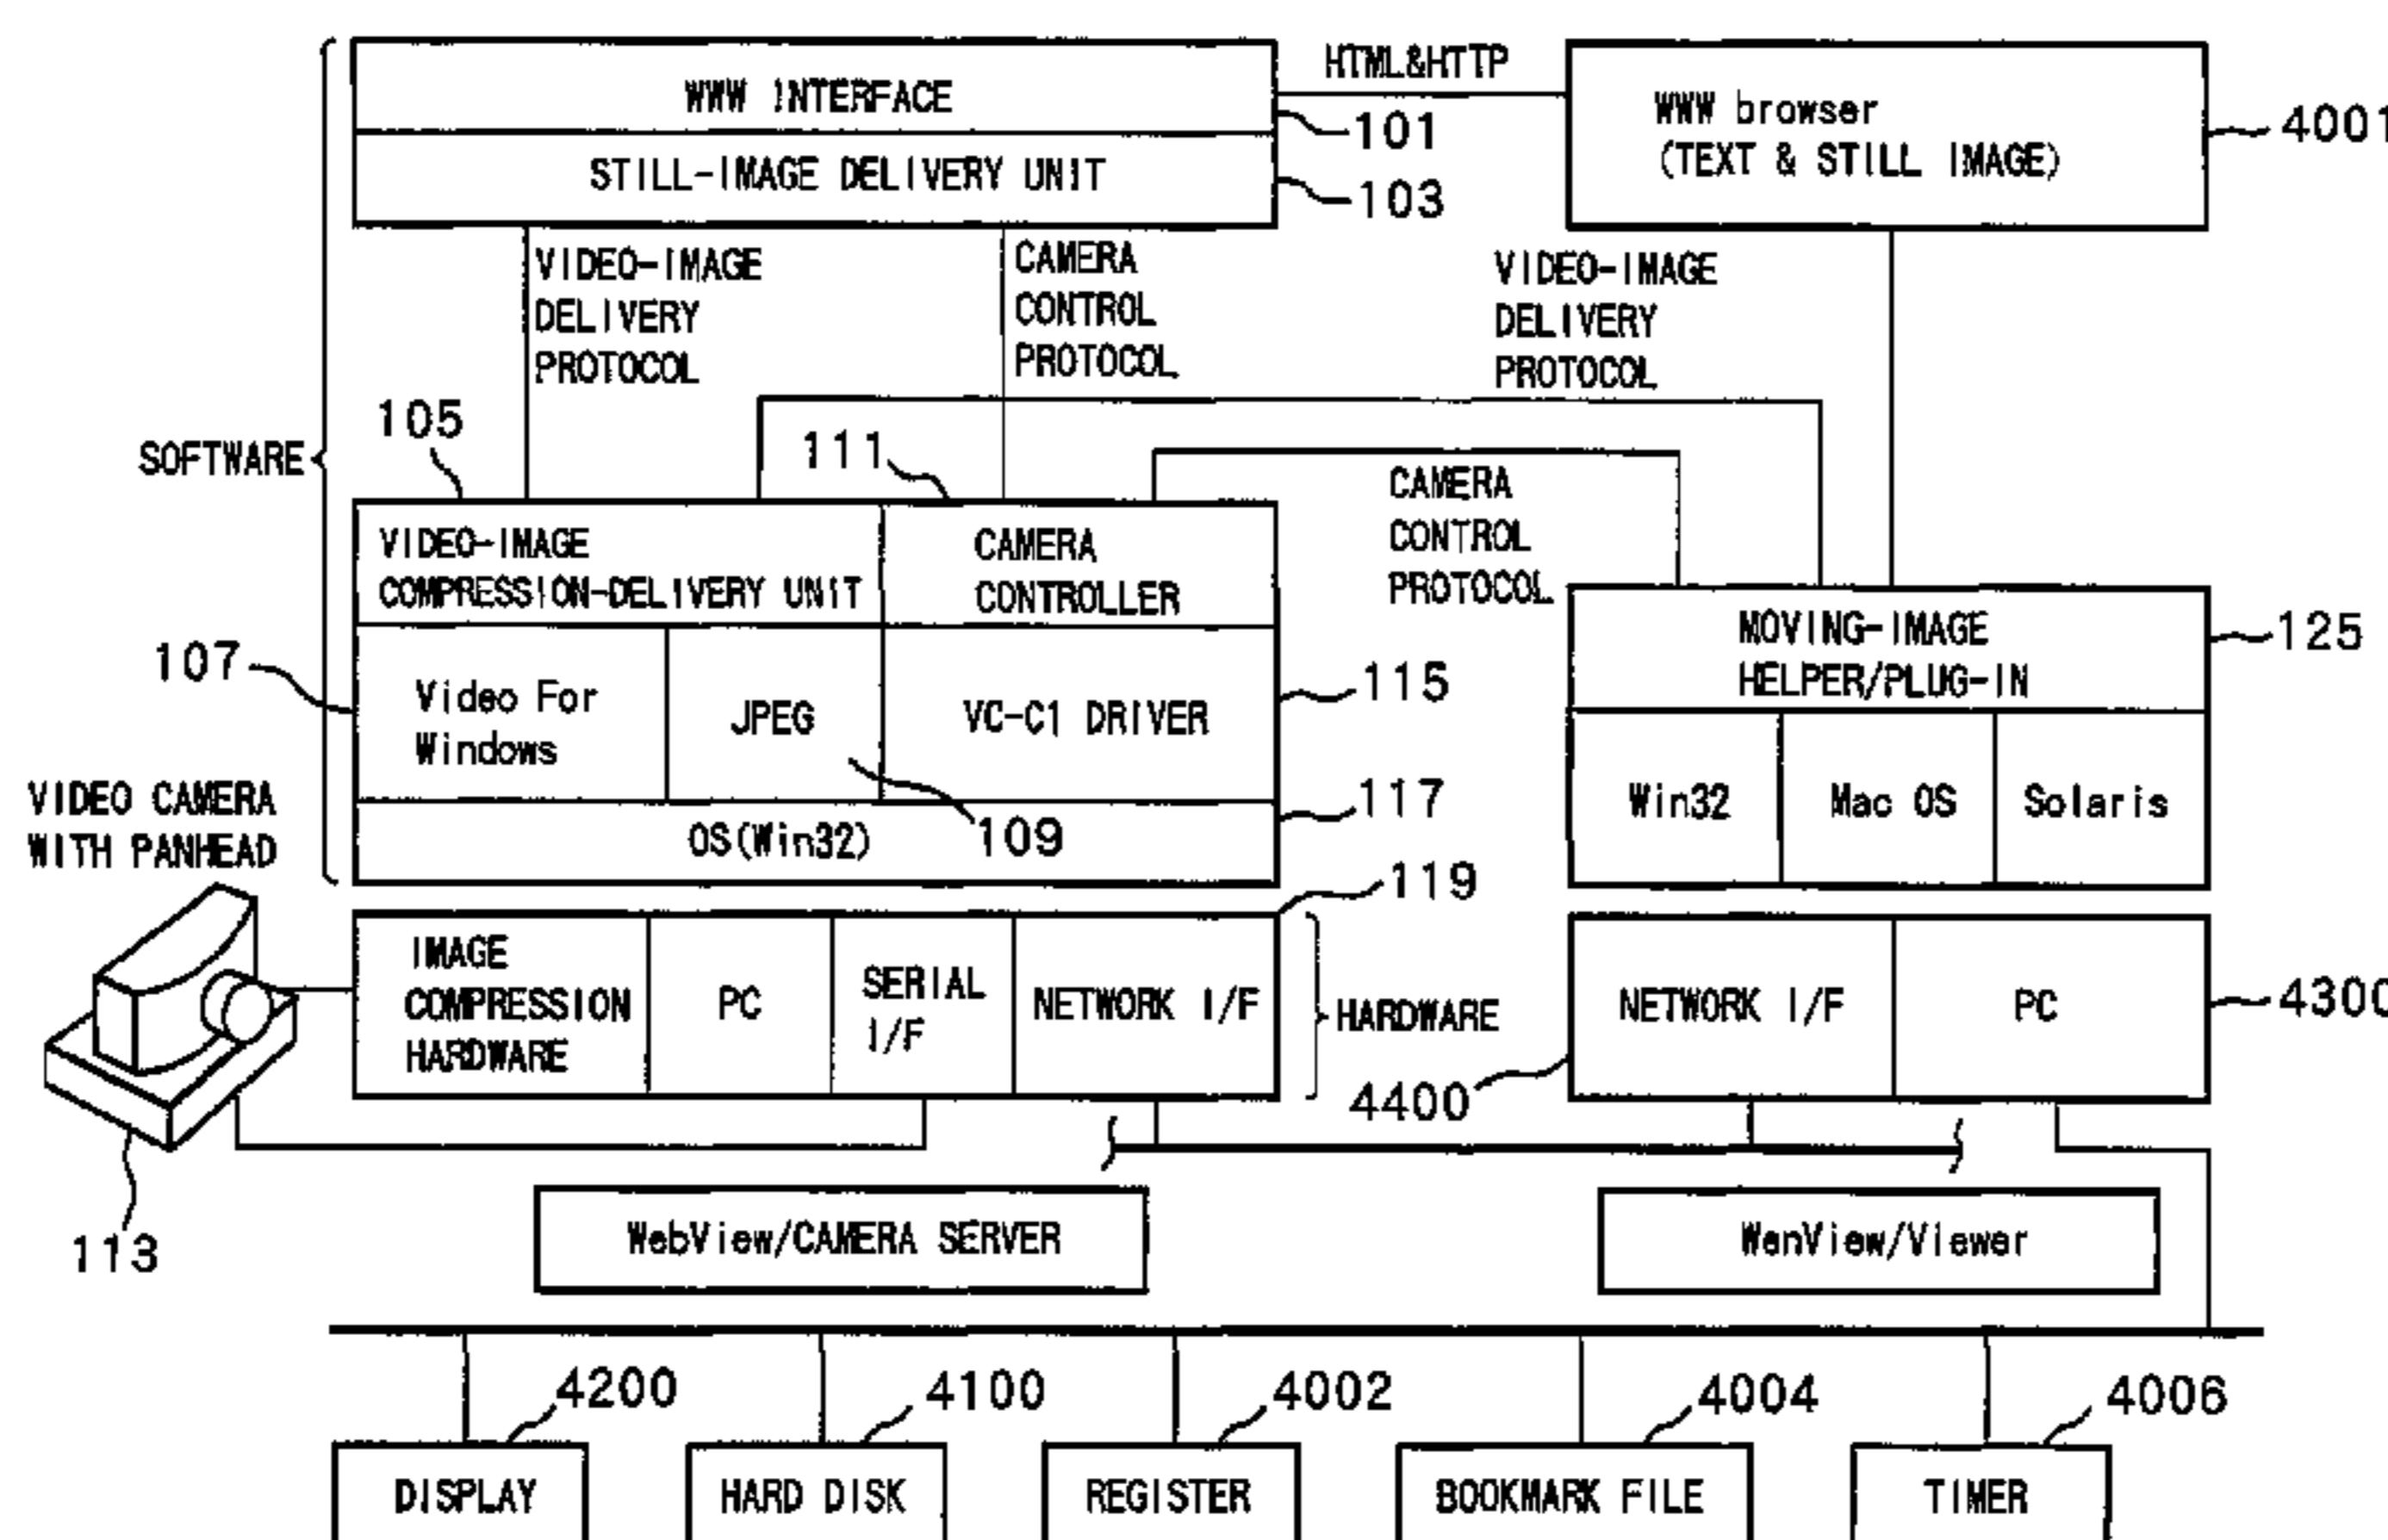 WWW INTERFACE
101
STILL-IMAGE DELIVERY UNIT
103
HTML&HTTP
WWW browser
(TEXT & STILL IMAGE)
4001
VIDEO-IMAGE
DELIVERY
PROTOCOL
CAMERA
CONTROL
PROTOCOL
VIDEO-IMAGE
DELIVERY
PROTOCOL
SOFTWARE
105
111
CAMERA
CONTROL
PROTOCOL
VIDEO-IMAGE
COMPRESSION-DELIVERY UNIT
CAMERA
CONTROLLER
107
Video For
Windows
JPEG
VC-C1 DRIVER
115
OS(Win32)
109
117
MOVING-IMAGE
HELPER/PLUG-IN
125
Win32
Mac OS
Solaris
VIDEO CAMERA
WITH PANHEAD
113
119
IMAGE
COMPRESSION
HARDWARE
PC
SERIAL
I/F
NETWORK I/F
HARDWARE
NETWORK I/F
PC
4300
4400
WebView/CAMERA SERVER
WenView/Viewer
4200
4100
4002
4004
4006
DISPLAY
HARD DISK
REGISTER
BOOKMARK FILE
TIMER